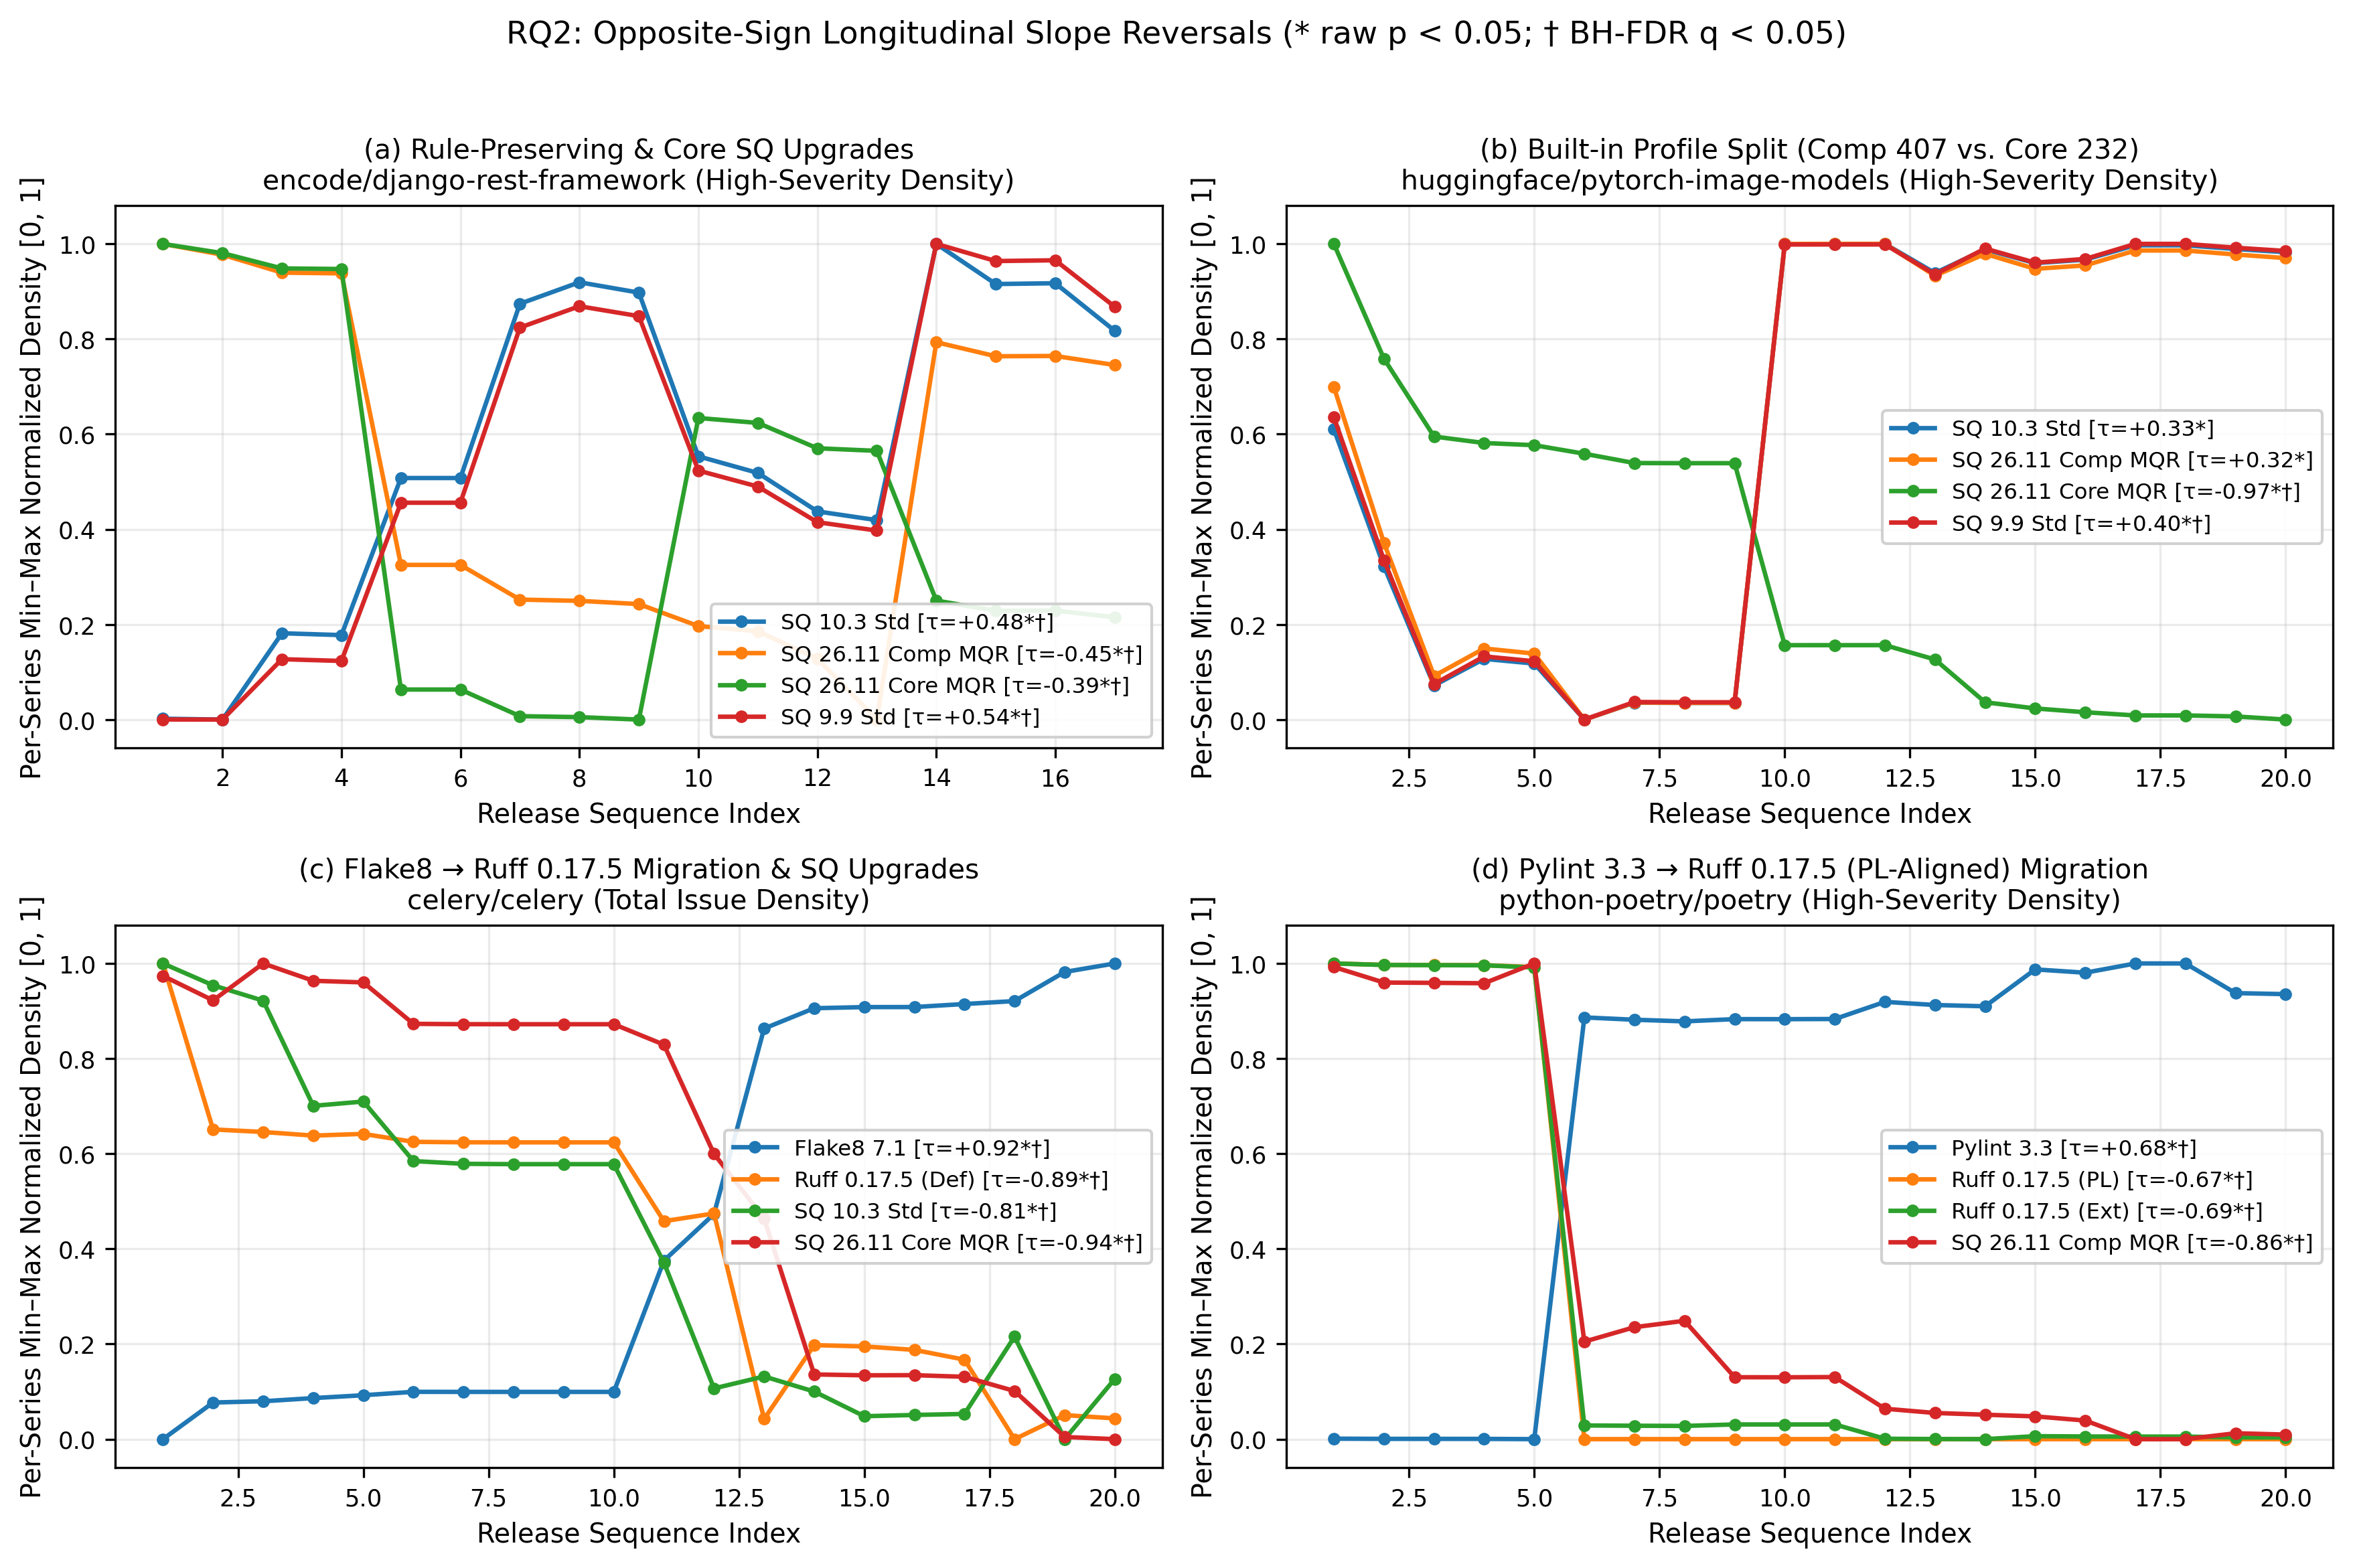 RQ2: Opposite-Sign Longitudinal Slope Reversals (* raw p < 0.05; † BH-FDR q < 0.05)
(a) Rule-Preserving & Core SQ Upgrades
encode/django-rest-framework (High-Severity Density)
Per-Series Min–Max Normalized Density [0, 1]
1.0
0.8
0.6
0.4
0.2
0.0
SQ 10.3 Std [τ=+0.48*†]
SQ 26.11 Comp MQR [τ=-0.45*†]
SQ 26.11 Core MQR [τ=-0.39*†]
SQ 9.9 Std [τ=+0.54*†]
2 4 6 8 10 12 14 16
Release Sequence Index
(b) Built-in Profile Split (Comp 407 vs. Core 232)
huggingface/pytorch-image-models (High-Severity Density)
Per-Series Min–Max Normalized Density [0, 1]
1.0
0.8
0.6
0.4
0.2
0.0
SQ 10.3 Std [τ=+0.33*]
SQ 26.11 Comp MQR [τ=+0.32*]
SQ 26.11 Core MQR [τ=-0.97*†]
SQ 9.9 Std [τ=+0.40*†]
2.5 5.0 7.5 10.0 12.5 15.0 17.5 20.0
Release Sequence Index
(c) Flake8 → Ruff 0.17.5 Migration & SQ Upgrades
celery/celery (Total Issue Density)
Per-Series Min–Max Normalized Density [0, 1]
1.0
0.8
0.6
0.4
0.2
0.0
Flake8 7.1 [τ=+0.92*†]
Ruff 0.17.5 (Def) [τ=-0.89*†]
SQ 10.3 Std [τ=-0.81*†]
SQ 26.11 Core MQR [τ=-0.94*†]
2.5 5.0 7.5 10.0 12.5 15.0 17.5 20.0
Release Sequence Index
(d) Pylint 3.3 → Ruff 0.17.5 (PL-Aligned) Migration
python-poetry/poetry (High-Severity Density)
Per-Series Min–Max Normalized Density [0, 1]
1.0
0.8
0.6
0.4
0.2
0.0
Pylint 3.3 [τ=+0.68*†]
Ruff 0.17.5 (PL) [τ=-0.67*†]
Ruff 0.17.5 (Ext) [τ=-0.69*†]
SQ 26.11 Comp MQR [τ=-0.86*†]
2.5 5.0 7.5 10.0 12.5 15.0 17.5 20.0
Release Sequence Index